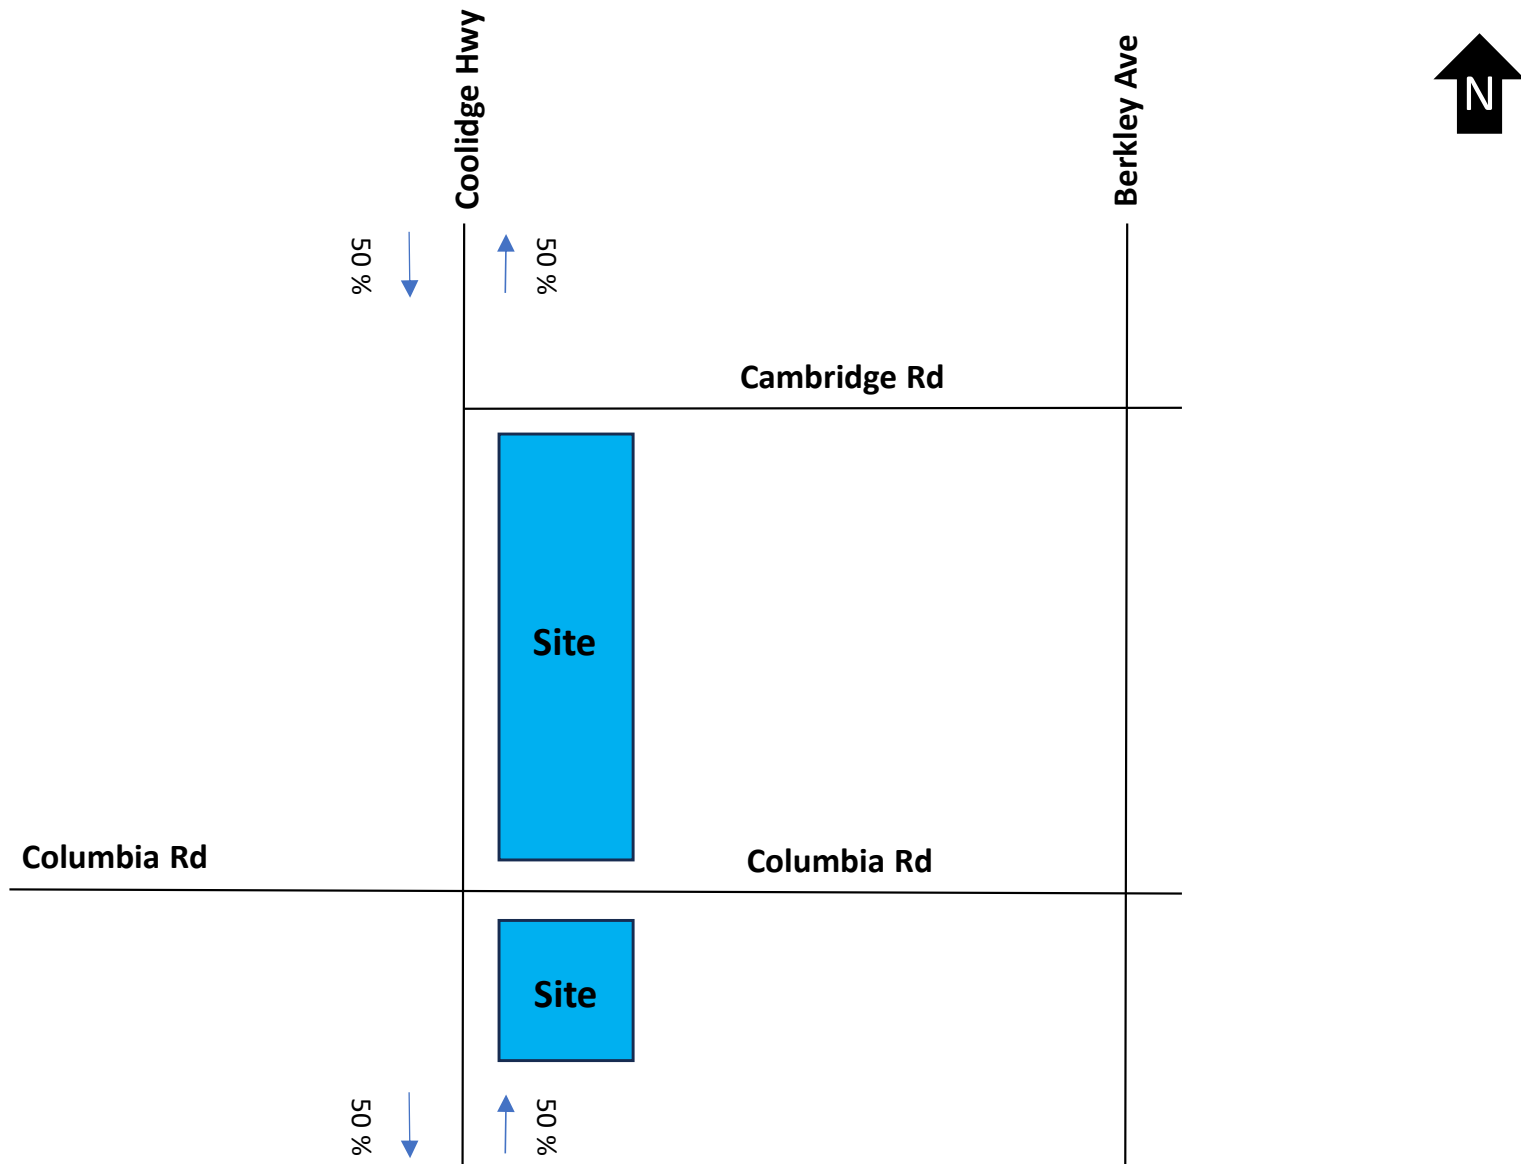 Coolidge Hwy
Berkley Ave
N
50 %
50 %
Cambridge Rd
Site
Columbia Rd
Columbia Rd
Site
50 %
50 %